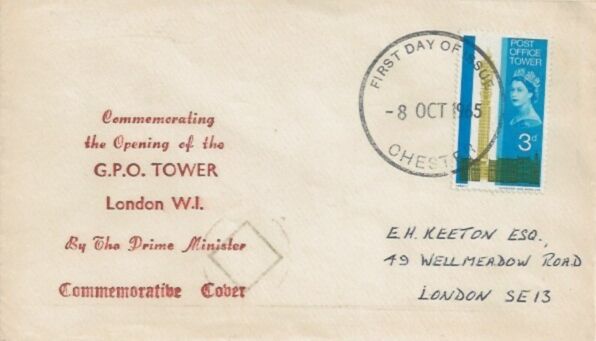 Commemorating
the Opening of the
G.P.O. TOWER
London W.I.
By The Prime Minister
Commemorative Cover
FIRST DAY OF ISSUE
-8 OCT 1965
CHESTER
POST
OFFICE
TOWER
3d
E.H. KEETON ESQ.,
49 WELLMEADOW ROAD
LONDON SE13